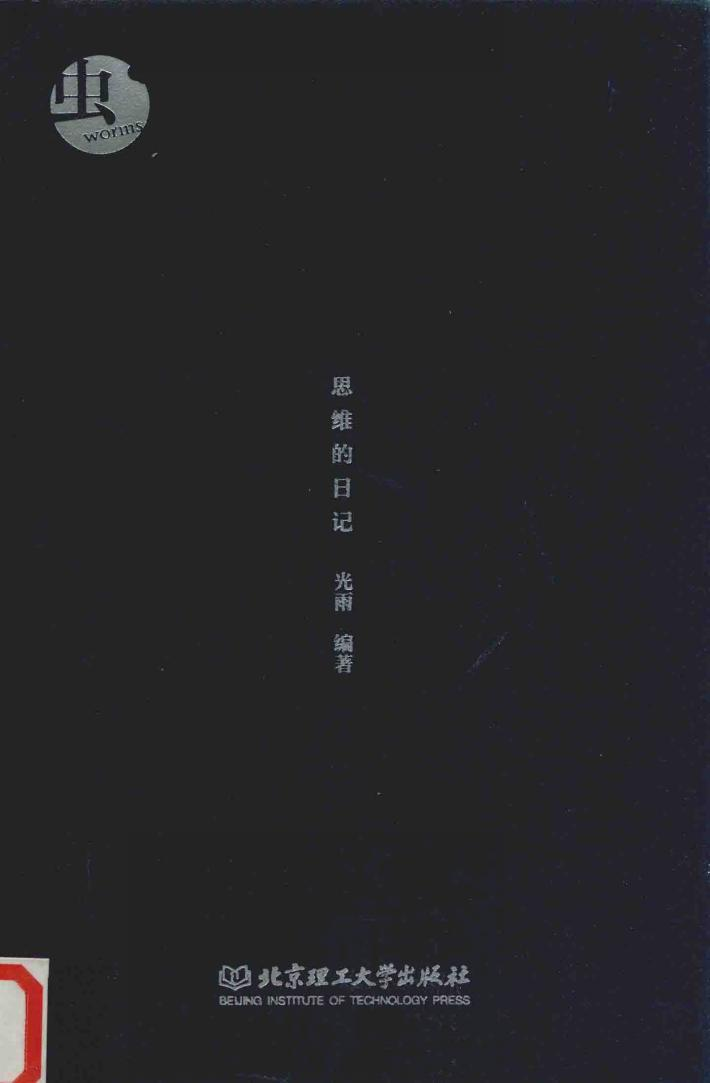 虫
worms
思维的日记
光雨 编著
北京理工大学出版社
BEIJING INSTITUTE OF TECHNOLOGY PRESS